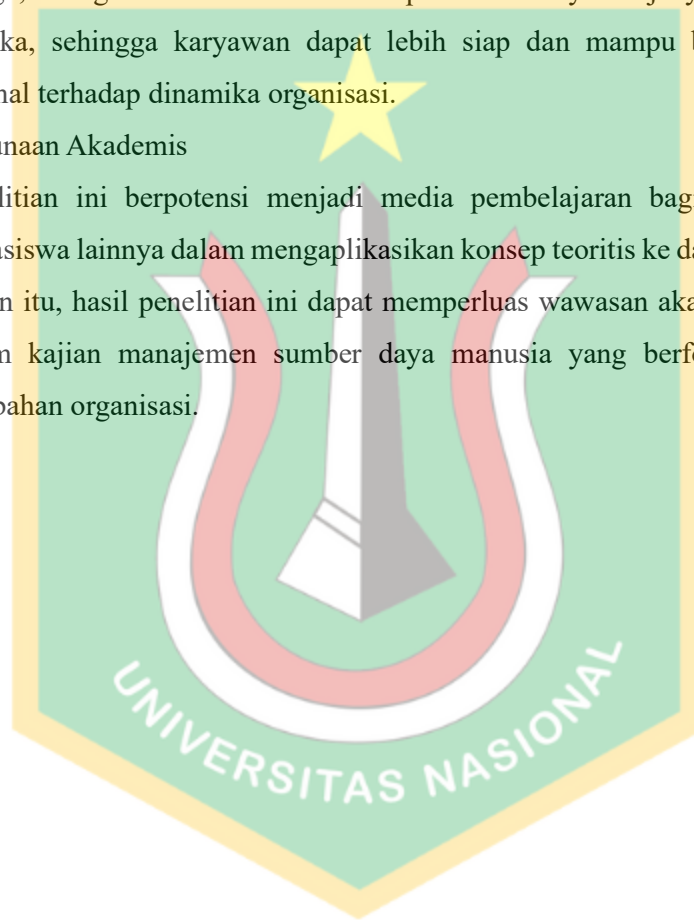 ka, sehingga karyawan dapat lebih siap dan mampu
nal terhadap dinamika organisasi.
unaan Akademis
litian ini berpotensi menjadi media pembelajaran bag
asiswa lainnya dalam mengaplikasikan konsep teoritis ke da
n itu, hasil penelitian ini dapat memperluas wawasan aka
m kajian manajemen sumber daya manusia yang berf
bahan organisasi.
UNIVERSITAS NASIONAL